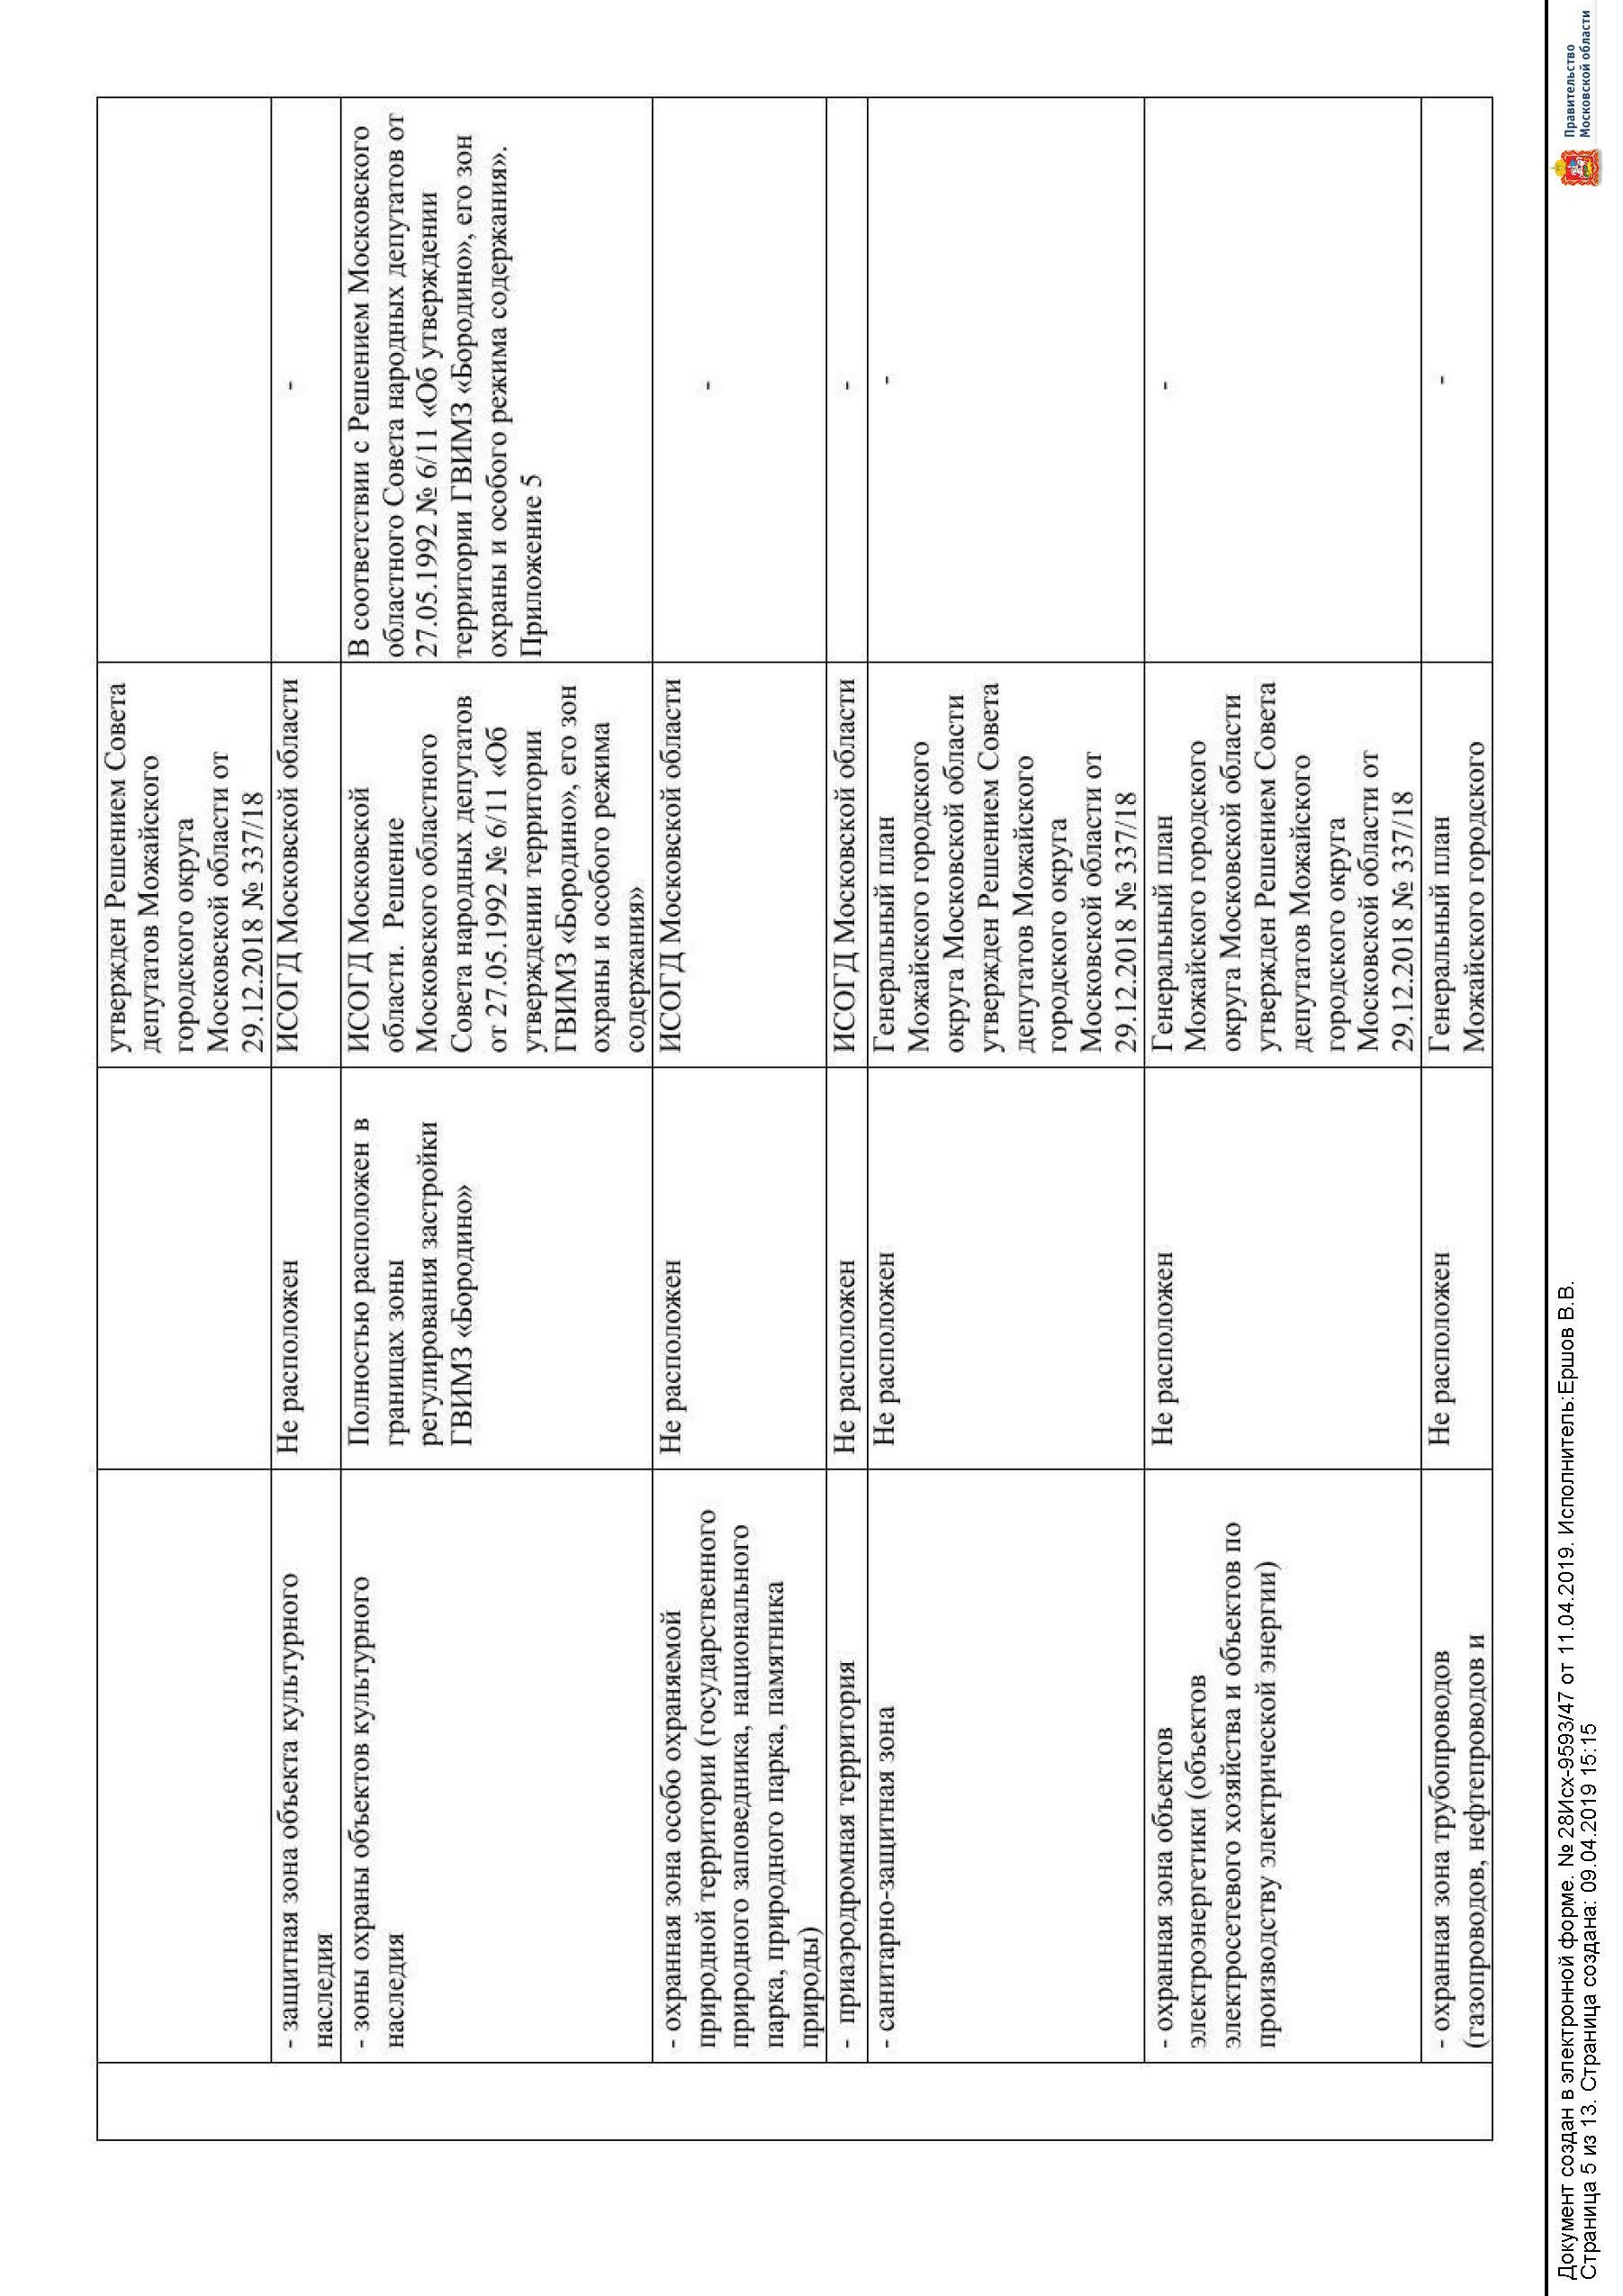 утвержден Решением Совета
депутатов Можайского
городского округа
Московской области от
29.12.2018 № 337/18
- защитная зона объекта культурного
наследия
Не расположен
ИСОГД Московской области
-
- зоны охраны объектов культурного
наследия
Полностью расположен в
границах зоны
регулирования застройки
ГВИМЗ «Бородино»
ИСОГД Московской
области. Решение
Московского областного
Совета народных депутатов
от 27.05.1992 № 6/11 «Об
утверждении территории
ГВИМЗ «Бородино», его зон
охраны и особого режима
содержания»
В соответствии с Решением Московского
областного Совета народных депутатов от
27.05.1992 № 6/11 «Об утверждении
территории ГВИМЗ «Бородино», его зон
охраны и особого режима содержания».
Приложение 5
- охранная зона особо охраняемой
природной территории (государственного
природного заповедника, национального
парка, природного парка, памятника
природы)
Не расположен
ИСОГД Московской области
-
- приаэродромная территория
Не расположен
ИСОГД Московской области
-
- санитарно-защитная зона
Не расположен
Генеральный план
Можайского городского
округа Московской области
утвержден Решением Совета
депутатов Можайского
городского округа
Московской области от
29.12.2018 № 337/18
-
- охранная зона объектов
электроэнергетики (объектов
электросетевого хозяйства и объектов по
производству электрической энергии)
Не расположен
Генеральный план
Можайского городского
округа Московской области
утвержден Решением Совета
депутатов Можайского
городского округа
Московской области от
29.12.2018 № 337/18
-
- охранная зона трубопроводов
(газопроводов, нефтепроводов и
Не расположен
Генеральный план
Можайского городского
-
Документ создан в электронной форме. № 28Исх-9593/47 от 11.04.2019. Исполнитель:Ершов В.В.
Страница 5 из 13. Страница создана: 09.04.2019 15:15
Правительство
Московской области